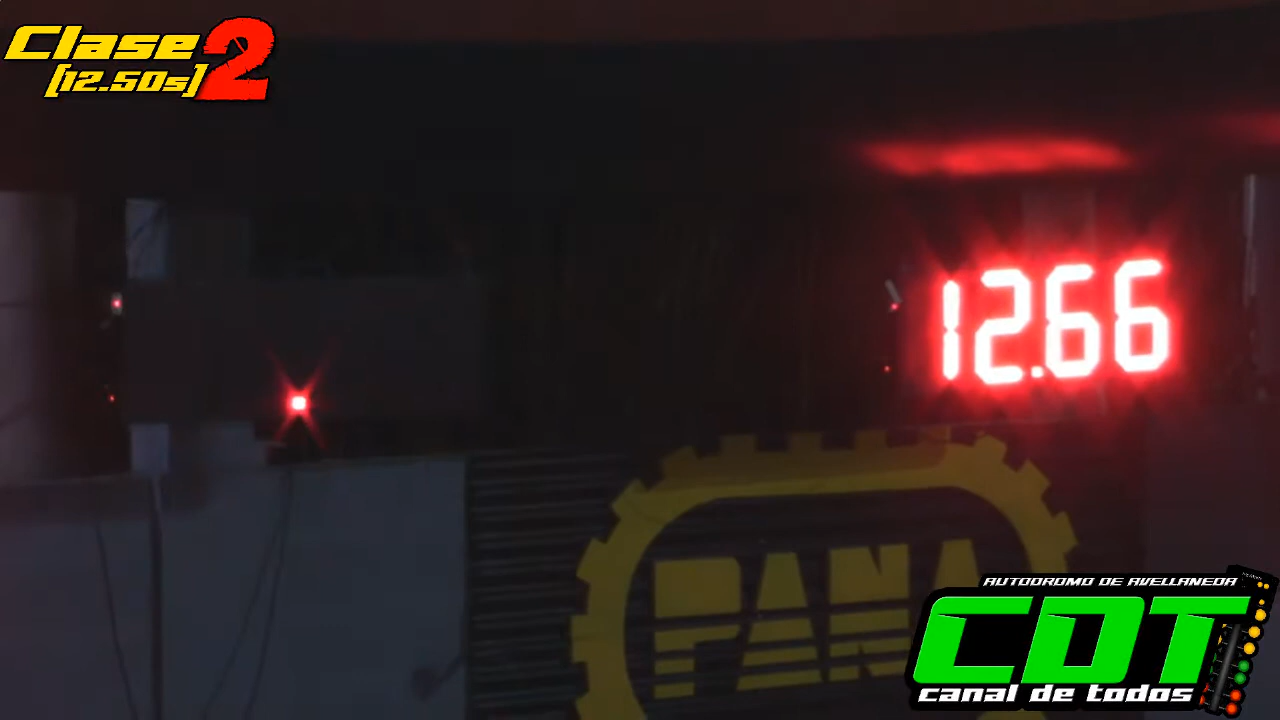 Clase 2
[12.50s]
12.66
PANA
AUTODROMO DE AVELLANEDA
CDT
canal de todos